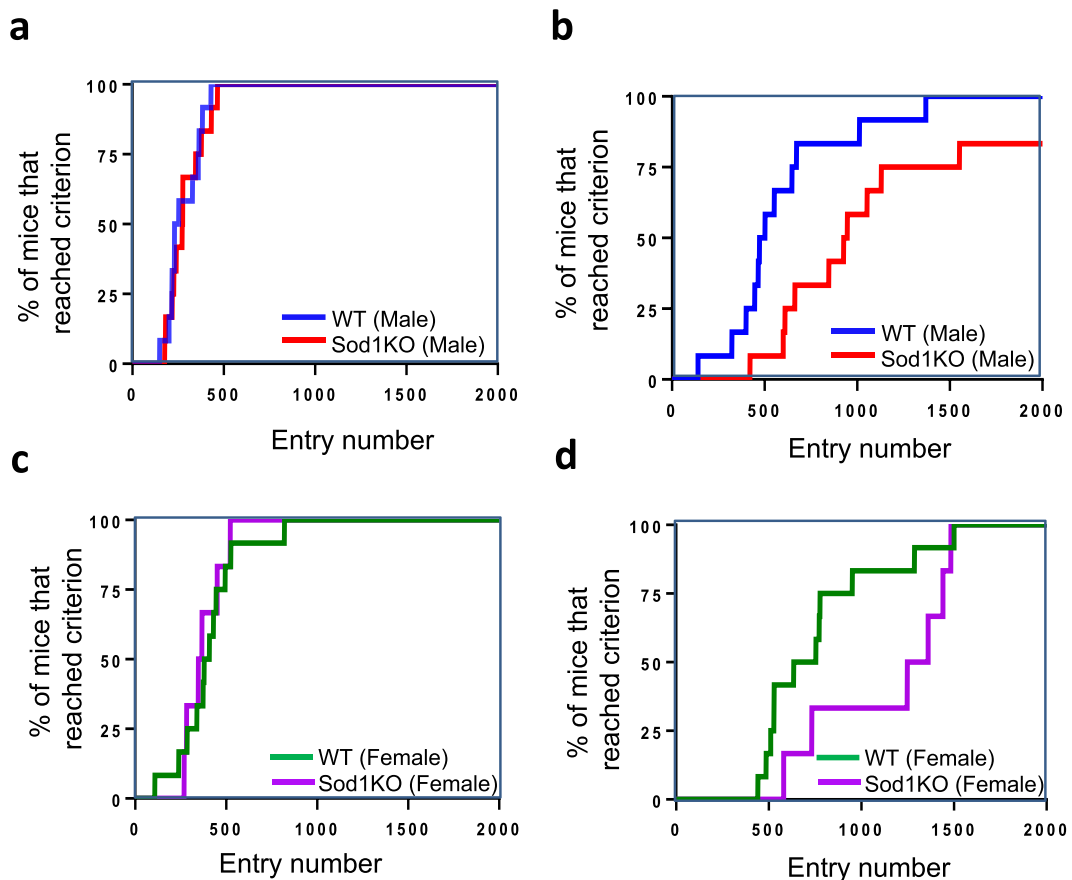 a
% of mice that
reached criterion
100
75
50
25
0
WT (Male)
Sod1KO (Male)
0
500
1000
1500
2000
Entry number
b
% of mice that
reached criterion
100
75
50
25
0
WT (Male)
Sod1KO (Male)
0
500
1000
1500
2000
Entry number
c
% of mice that
reached criterion
100
75
50
25
0
WT (Female)
Sod1KO (Female)
0
500
1000
1500
2000
Entry number
d
% of mice that
reached criterion
100
75
50
25
0
WT (Female)
Sod1KO (Female)
0
500
1000
1500
2000
Entry number